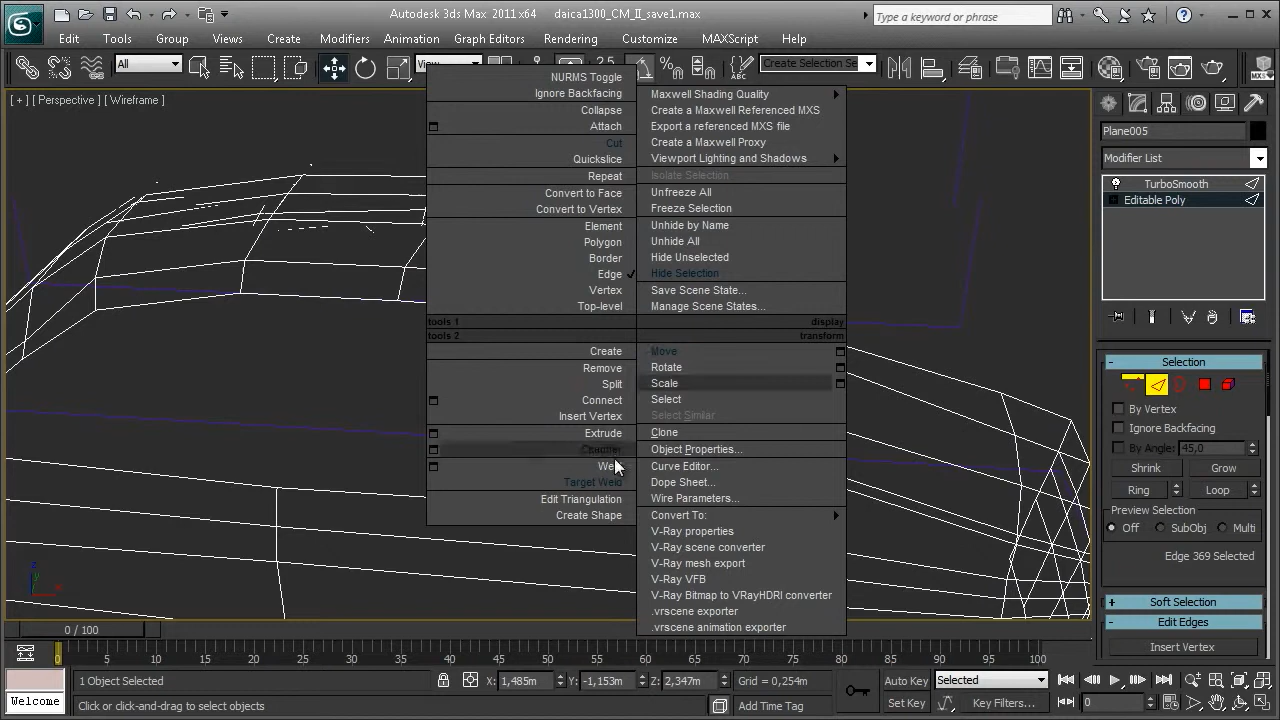 Autodesk 3ds Max 2011 x64 daica1300_CM_II_save1.max
Type a keyword or phrase
Edit Tools Group Views Create Modifiers Animation Graph Editors Rendering Customize MAXScript Help
All
View
2.5
Create Selection Se
[ + ] [ Perspective ] [ Wireframe ]
NURMS Toggle
Ignore Backfacing
Collapse
Attach
Cut
Quickslice
Repeat
Convert to Face
Convert to Vertex
Element
Polygon
Border
Edge
Vertex
Top-level
tools 1
tools 2
Create
Remove
Split
Connect
Insert Vertex
Extrude
Chamfer
Target Weld
Edit Triangulation
Create Shape
Maxwell Shading Quality
Create a Maxwell Referenced MXS
Export a referenced MXS file
Create a Maxwell Proxy
Viewport Lighting and Shadows
Isolate Selection
Unfreeze All
Freeze Selection
Unhide by Name
Unhide All
Hide Unselected
Hide Selection
Save Scene State...
Manage Scene States...
display
transform
Move
Rotate
Scale
Select
Select Similar
Clone
Object Properties...
Curve Editor...
Dope Sheet...
Wire Parameters...
Convert To:
V-Ray properties
V-Ray scene converter
V-Ray mesh export
V-Ray VFB
V-Ray Bitmap to VRayHDRI converter
.vrscene exporter
.vrscene animation exporter
Plane005
Modifier List
TurboSmooth
Editable Poly
- Selection
By Vertex
Ignore Backfacing
By Angle: 45,0
Shrink Grow
Ring Loop
Preview Selection
Off SubObj Multi
Edge 369 Selected
+ Soft Selection
- Edit Edges
Insert Vertex
z
y
x
0 / 100
0 5 10 15 20 25 30 35 40 45 50 55 60 65 70 75 80 85 90 95 100
Welcome
1 Object Selected
X: 1,485m Y: -1,153m Z: 2,347m
Grid = 0,254m
Click or click-and-drag to select objects
Add Time Tag
Auto Key Selected
Set Key Key Filters...
0